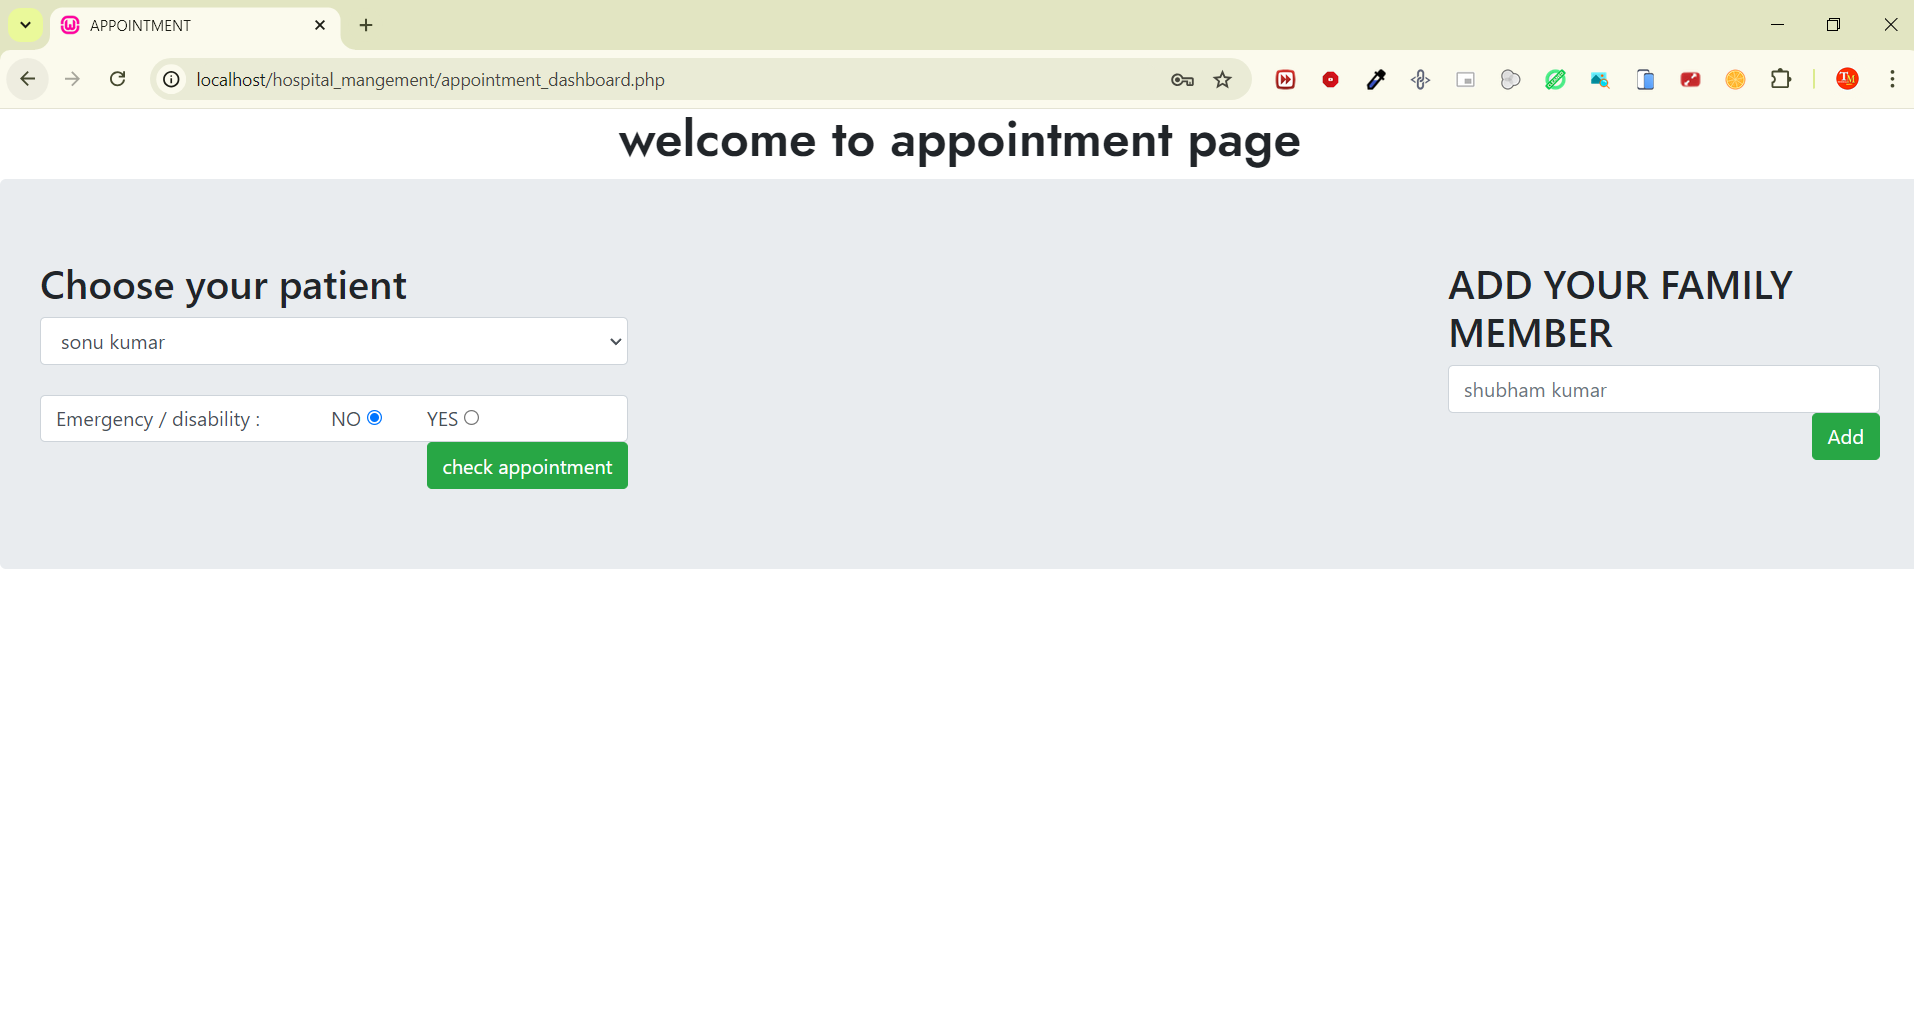 APPOINTMENT
localhost/hospital_mangement/appointment_dashboard.php
TM
welcome to appointment page
Choose your patient
sonu kumar
Emergency / disability : NO YES
check appointment
ADD YOUR FAMILY
MEMBER
shubham kumar
Add